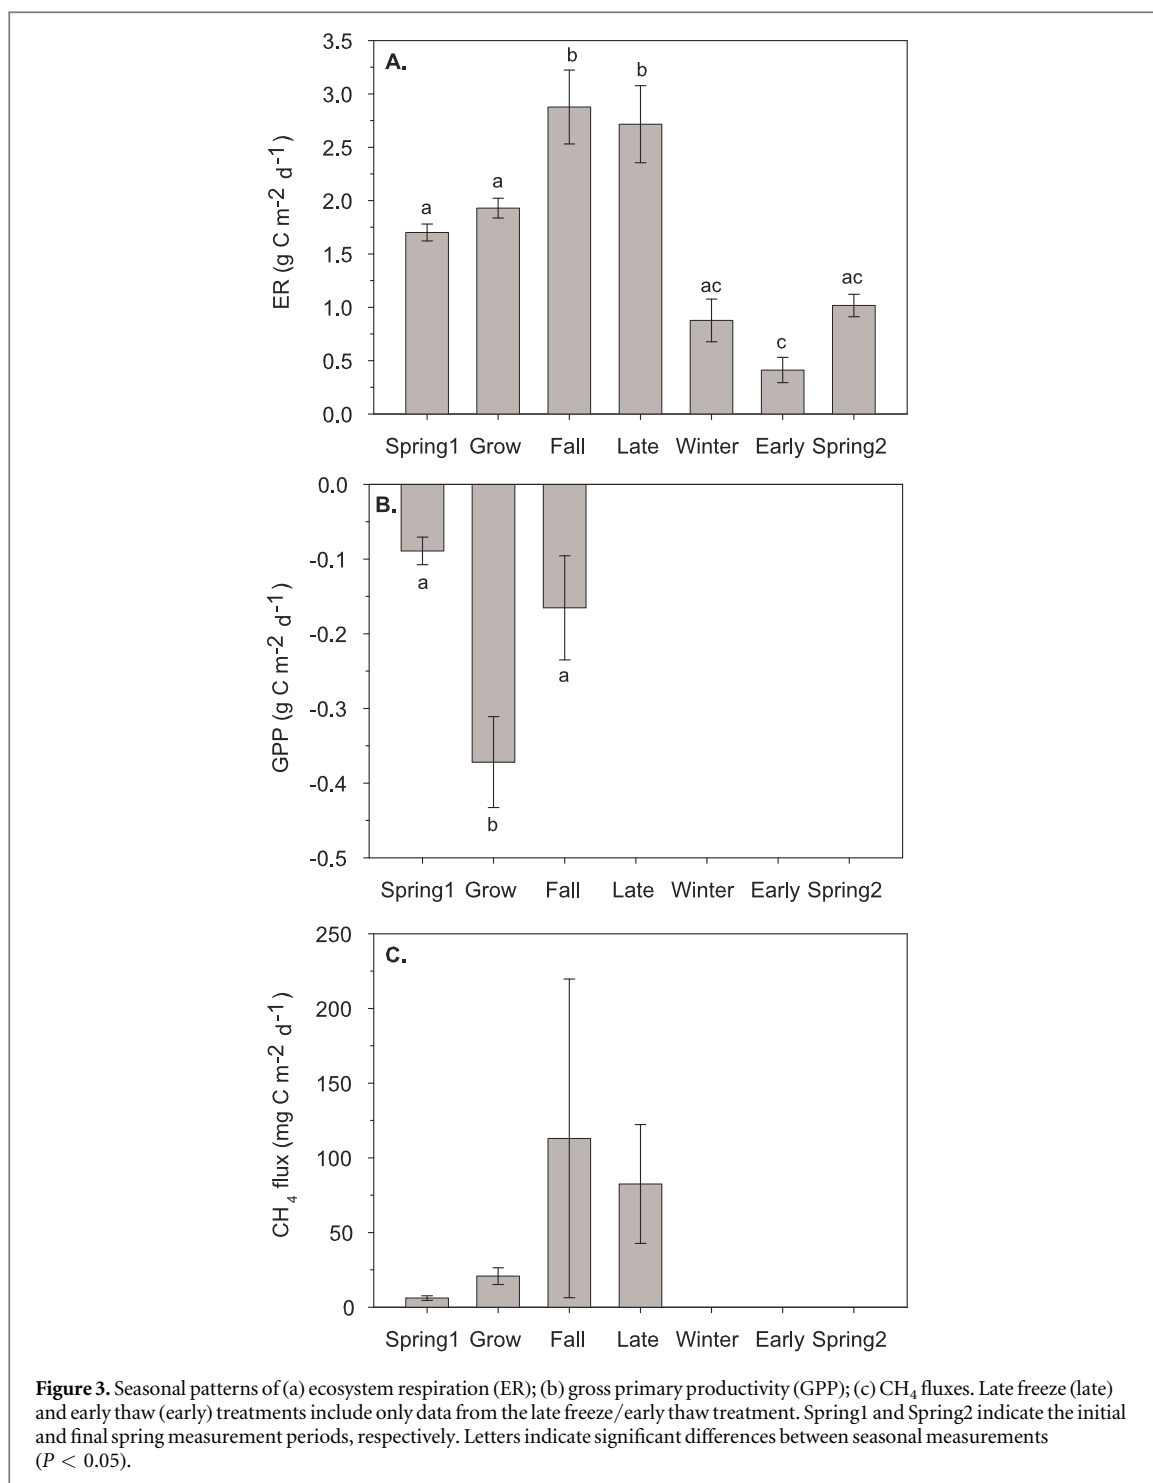 A.
3.5
3.0
2.5
2.0
1.5
1.0
0.5
0.0
ER (g C m-2 d-1)
a
a
b
b
ac
c
ac
Spring1 Grow Fall Late Winter Early Spring2
B.
0.0
-0.1
-0.2
-0.3
-0.4
-0.5
GPP (g C m-2 d-1)
a
b
a
Spring1 Grow Fall Late Winter Early Spring2
C.
250
200
150
100
50
0
CH4 flux (mg C m-2 d-1)
Spring1 Grow Fall Late Winter Early Spring2
Figure 3. Seasonal patterns of (a) ecosystem respiration (ER); (b) gross primary productivity (GPP); (c) CH4 fluxes. Late freeze (late)
and early thaw (early) treatments include only data from the late freeze/early thaw treatment. Spring1 and Spring2 indicate the initial
and final spring measurement periods, respectively. Letters indicate significant differences between seasonal measurements
(P < 0.05).